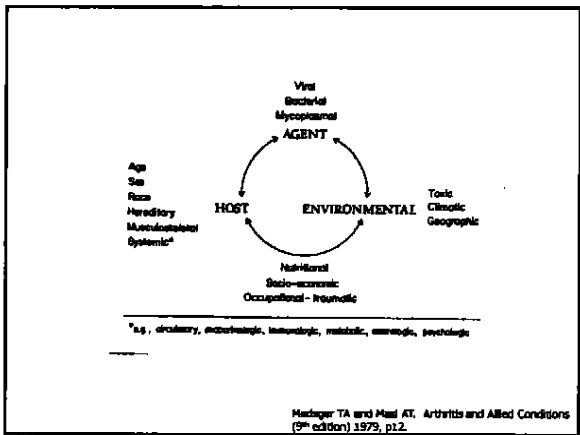 Viral
Bacterial
Mycoplasmal
AGENT
Age
Sex
Race
Hereditary
Musculoskeletal
Systemic*
HOST
ENVIRONMENTAL
Toxic
Climatic
Geographic
Nutritional
Socio-economic
Occupational - traumatic
*e.g., circulatory, endocrinologic, immunologic, metabolic, neurologic, psychologic
Medsger TA and Masi AT. Arthritis and Allied Conditions
(9th edition) 1979, p12.